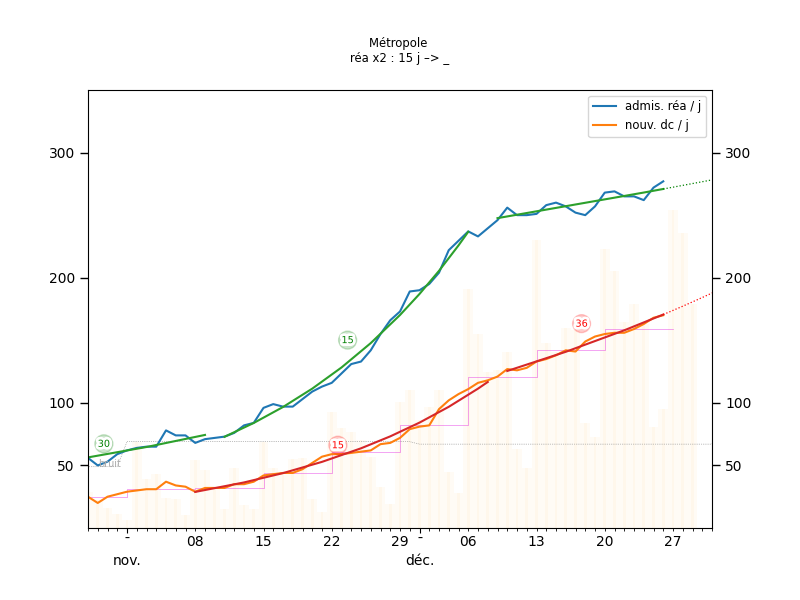 Métropole
réa x2 : 15 j –> _
admis. réa / j
nouv. dc / j
300
300
200
200
15
36
100
100
30
15
bruit
50
50
- 08 15 22 29 - 06 13 20 27
nov. déc.